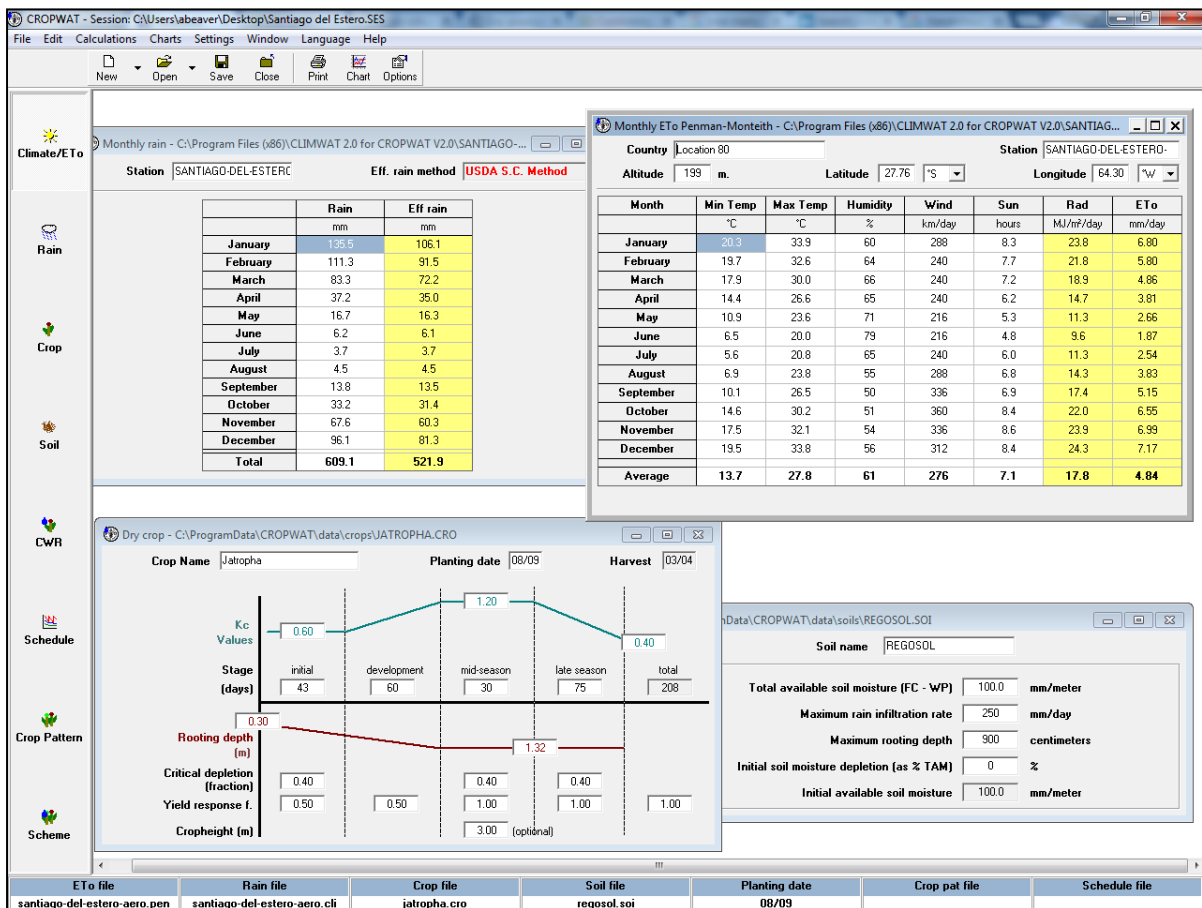 CROPWAT - Session: C:\Users\abeaver\Desktop\Santiago del Estero.SES
File Edit Calculations Charts Settings Window Language Help
New Open Save Close Print Chart Options
Climate/ETo
Rain
Crop
Soil
CWR
Schedule
Crop Pattern
Scheme
Monthly rain - C:\Program Files (x86)\CLIMWAT 2.0 for CROPWAT V2.0\SANTIAGO-...
Station SANTIAGO-DEL-ESTERO Eff. rain method USDA S.C. Method
Rain Eff rain
mm mm
January 135.5 106.1
February 111.3 91.5
March 83.3 72.2
April 37.2 35.0
May 16.7 16.3
June 6.2 6.1
July 3.7 3.7
August 4.5 4.5
September 13.8 13.5
October 33.2 31.4
November 67.6 60.3
December 96.1 81.3
Total 609.1 521.9
Monthly ETo Penman-Monteith - C:\Program Files (x86)\CLIMWAT 2.0 for CROPWAT V2.0\SANTIAG...
Country Location 80 Station SANTIAGO-DEL-ESTERO-
Altitude 199 m. Latitude 27.76 °S Longitude 64.30 °W
Month Min Temp Max Temp Humidity Wind Sun Rad ETo
°C °C % km/day hours MJ/m²/day mm/day
January 20.3 33.9 60 288 8.3 23.8 6.80
February 19.7 32.6 64 240 7.7 21.8 5.80
March 17.9 30.0 66 240 7.2 18.9 4.86
April 14.4 26.6 65 240 6.2 14.7 3.81
May 10.9 23.6 71 216 5.3 11.3 2.66
June 6.5 20.0 79 216 4.8 9.6 1.87
July 5.6 20.8 65 240 6.0 11.3 2.54
August 6.9 23.8 55 288 6.8 14.3 3.83
September 10.1 26.5 50 336 6.9 17.4 5.15
October 14.6 30.2 51 360 8.4 22.0 6.55
November 17.5 32.1 54 336 8.6 23.9 6.99
December 19.5 33.8 56 312 8.4 24.3 7.17
Average 13.7 27.8 61 276 7.1 17.8 4.84
Dry crop - C:\ProgramData\CROPWAT\data\crops\JATROPHA.CRO
Crop Name Jatropha Planting date 08/09 Harvest 03/04
Kc Values 0.60 1.20 0.40
Stage initial development mid-season late season total
(days) 43 60 30 75 208
Rooting depth (m) 0.30 1.32
Critical depletion (fraction) 0.40 0.40 0.40
Yield response f. 0.50 0.50 1.00 1.00 1.00
Cropheight (m) 3.00 (optional)
mData\CROPWAT\data\soils\REGOSOL.SOI
Soil name REGOSOL
Total available soil moisture (FC - WP) 100.0 mm/meter
Maximum rain infiltration rate 250 mm/day
Maximum rooting depth 900 centimeters
Initial soil moisture depletion (as % TAM) 0 %
Initial available soil moisture 100.0 mm/meter
ETo file Rain file Crop file Soil file Planting date Crop pat file Schedule file
santiago-del-estero-aero.pen santiago-del-estero-aero.cli jatropha.cro regosol.soi 08/09